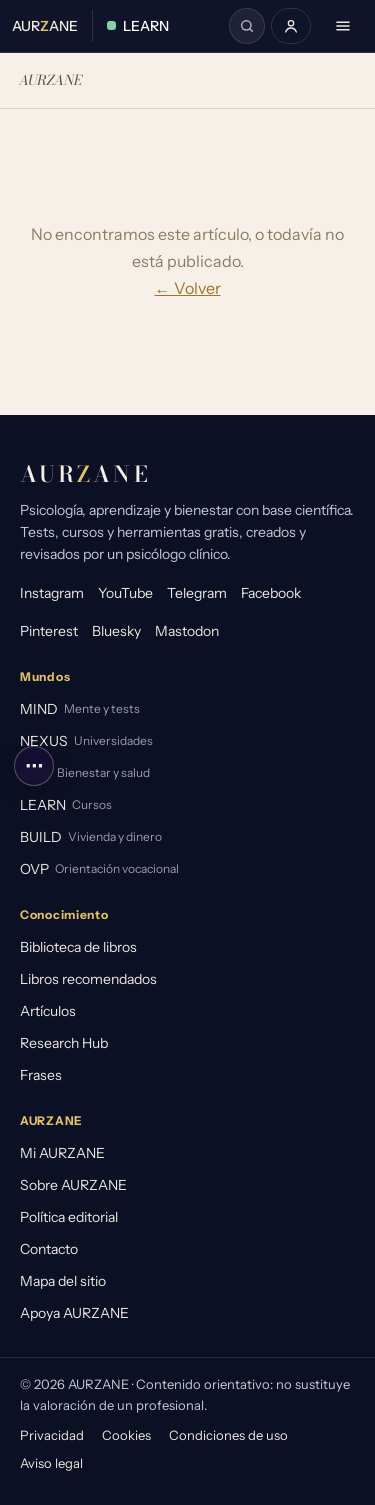 AURZANE
LEARN
AURZANE
No encontramos este artículo, o todavía no
está publicado.
← Volver
AURZANE
Psicología, aprendizaje y bienestar con base científica.
Tests, cursos y herramientas gratis, creados y
revisados por un psicólogo clínico.
Instagram YouTube Telegram Facebook
Pinterest Bluesky Mastodon
Mundos
MIND Mente y tests
NEXUS Universidades
Bienestar y salud
LEARN Cursos
BUILD Vivienda y dinero
OVP Orientación vocacional
Conocimiento
Biblioteca de libros
Libros recomendados
Artículos
Research Hub
Frases
AURZANE
Mi AURZANE
Sobre AURZANE
Política editorial
Contacto
Mapa del sitio
Apoya AURZANE
© 2026 AURZANE · Contenido orientativo: no sustituye
la valoración de un profesional.
Privacidad Cookies Condiciones de uso
Aviso legal